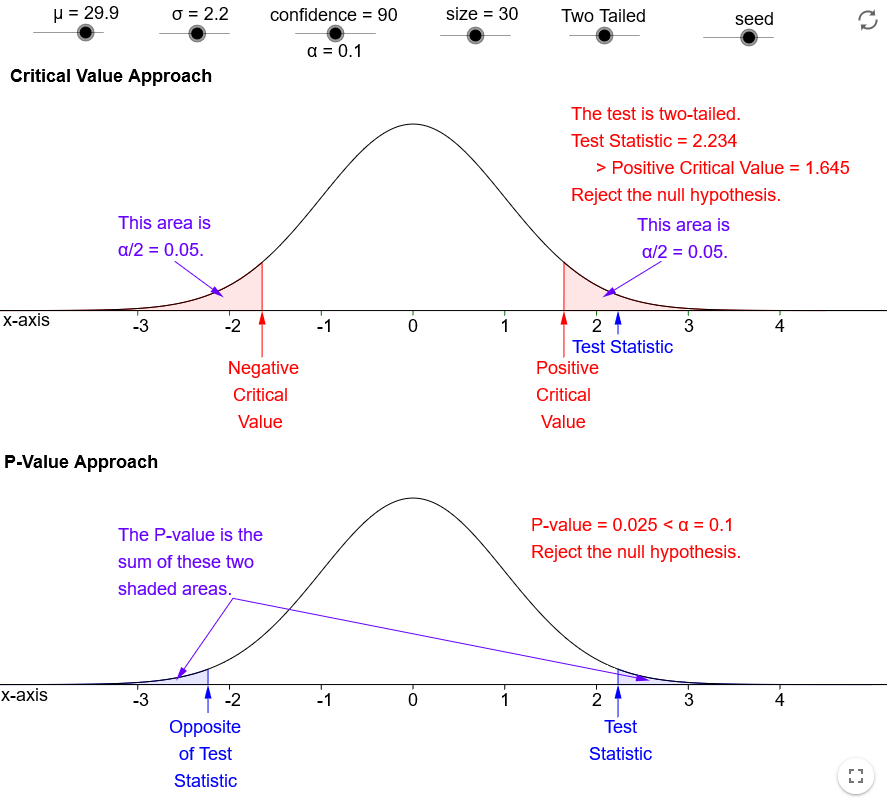 μ = 29.9
σ = 2.2
confidence = 90
size = 30
Two Tailed
seed
α = 0.1
Critical Value Approach
The test is two-tailed.
Test Statistic = 2.234
> Positive Critical Value = 1.645
Reject the null hypothesis.
This area is
α/2 = 0.05.
This area is
α/2 = 0.05.
x-axis
-3
-2
-1
0
1
2
3
4
Test Statistic
Negative
Critical
Value
Positive
Critical
Value
P-Value Approach
The P-value is the
sum of these two
shaded areas.
P-value = 0.025 < α = 0.1
Reject the null hypothesis.
x-axis
-3
-2
-1
0
1
2
3
4
Opposite
of Test
Statistic
Test
Statistic